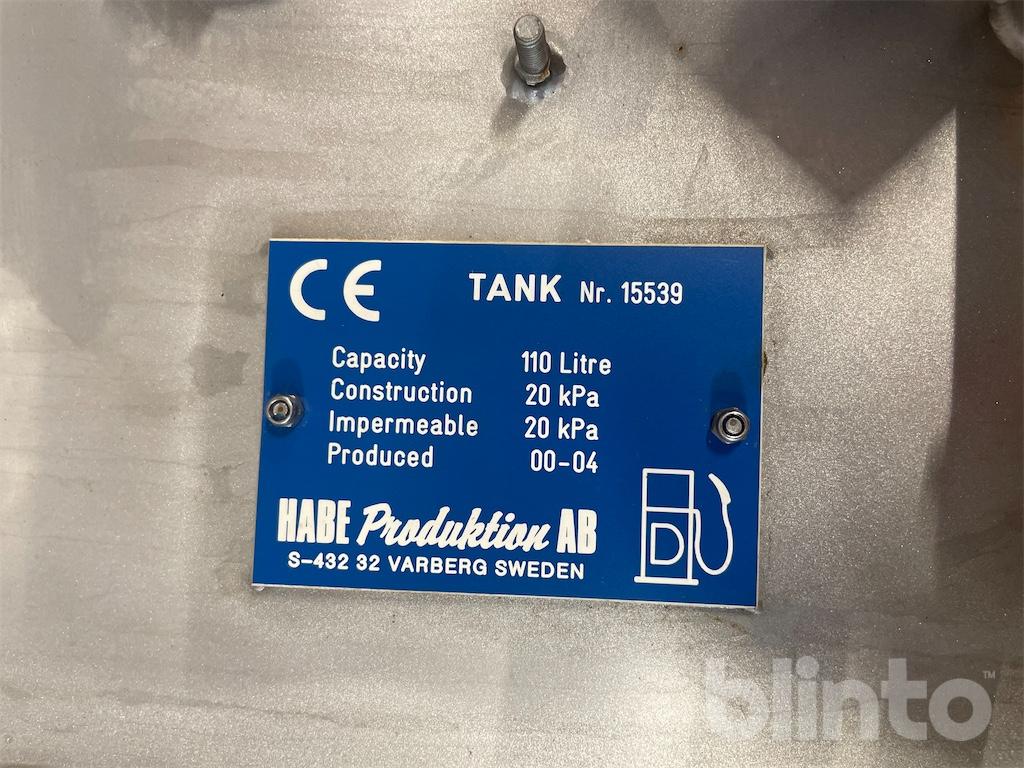 CE TANK Nr. 15539
Capacity 110 Litre
Construction 20 kPa
Impermeable 20 kPa
Produced 00-04
HABE Produktion AB
S-432 32 VARBERG SWEDEN
D
blinto™